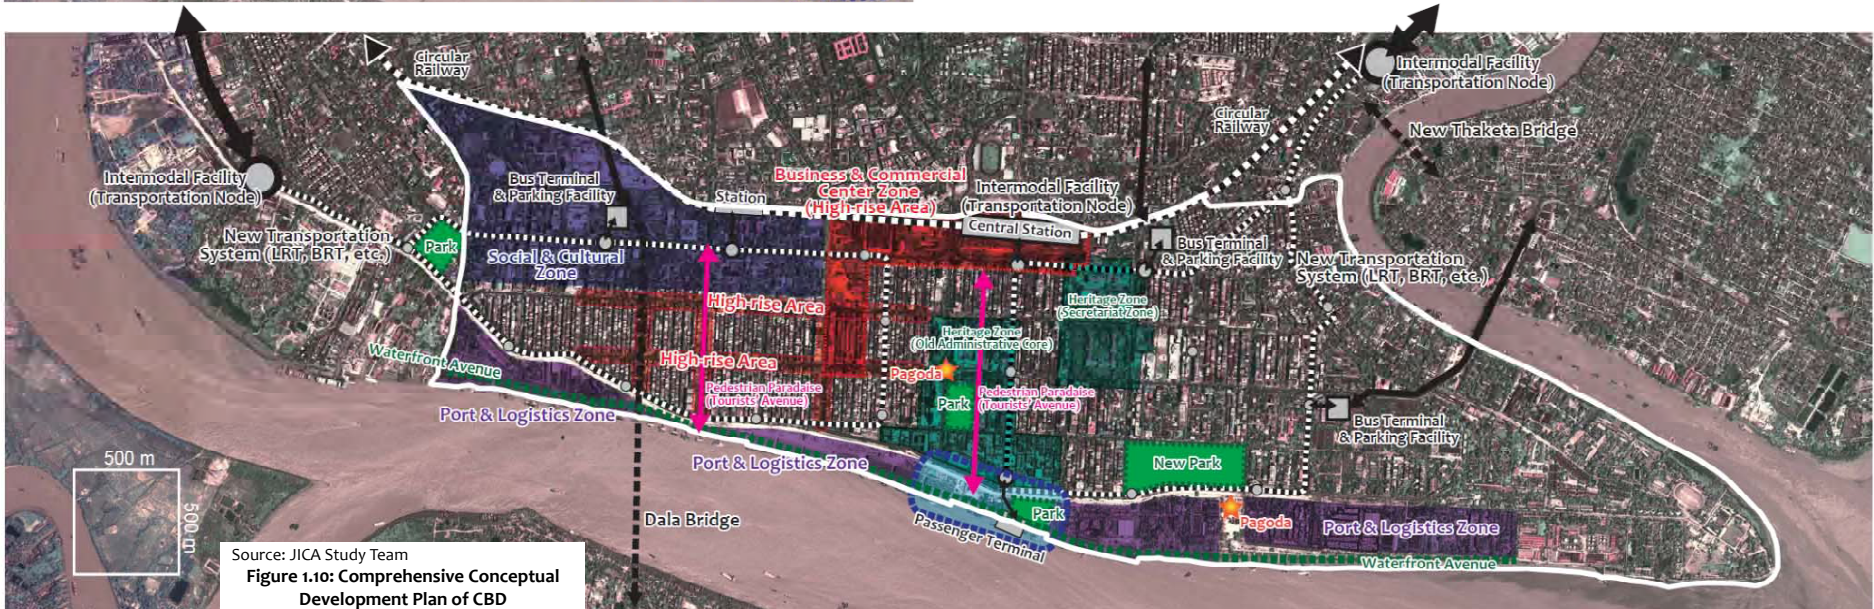 Circular
Railway
Intermodal Facility
(Transportation Node)
Circular
Railway
New Thaketa Bridge
Intermodal Facility
(Transportation Node)
Bus Terminal
& Parking Facility
Station
Business & Commercial
Center Zone
(High-rise Area)
Intermodal Facility
(Transportation Node)
Central Station
New Transportation
System (LRT, BRT, etc.)
Park
Social & Cultural
Zone
Bus Terminal
& Parking Facility
New Transportation
System (LRT, BRT, etc.)
High-rise Area
Heritage Zone
(Secretariat Zone)
Heritage Zone
(Old Administrative Core)
High-rise Area
Waterfront Avenue
Pagoda
Pedestrian Paradise
(Tourists' Avenue)
Park
Pedestrian Paradise
(Tourists' Avenue)
Port & Logistics Zone
Bus Terminal
& Parking Facility
Port & Logistics Zone
New Park
500 m
500 m
Dala Bridge
Park
Passenger Terminal
Pagoda
Port & Logistics Zone
Waterfront Avenue
Source: JICA Study Team
Figure 1.10: Comprehensive Conceptual
Development Plan of CBD